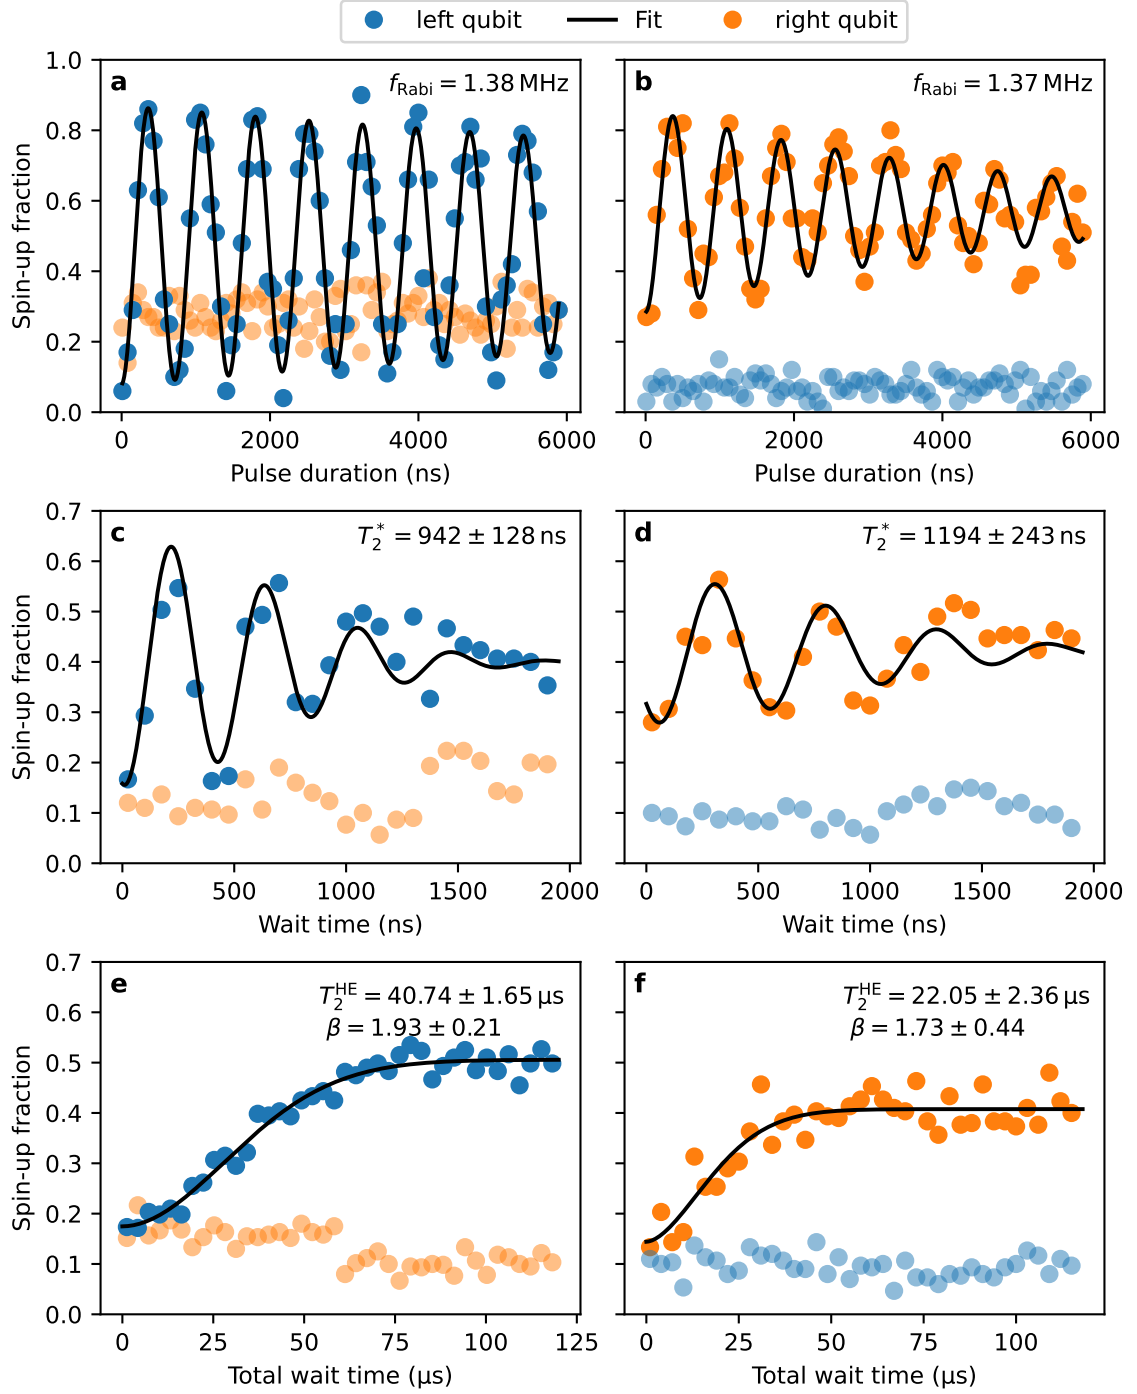 left qubit Fit right qubit
a
f_Rabi = 1.38 MHz
Spin-up fraction
1.0
0.8
0.6
0.4
0.2
0.0
0 2000 4000 6000
Pulse duration (ns)
b
f_Rabi = 1.37 MHz
0 2000 4000 6000
Pulse duration (ns)
c
T₂* = 942 ± 128 ns
Spin-up fraction
0.7
0.6
0.5
0.4
0.3
0.2
0.1
0.0
0 500 1000 1500 2000
Wait time (ns)
d
T₂* = 1194 ± 243 ns
0 500 1000 1500 2000
Wait time (ns)
e
T₂ᴴᴱ = 40.74 ± 1.65 µs
β = 1.93 ± 0.21
Spin-up fraction
0.7
0.6
0.5
0.4
0.3
0.2
0.1
0.0
0 25 50 75 100 125
Total wait time (µs)
f
T₂ᴴᴱ = 22.05 ± 2.36 µs
β = 1.73 ± 0.44
0 25 50 75 100
Total wait time (µs)